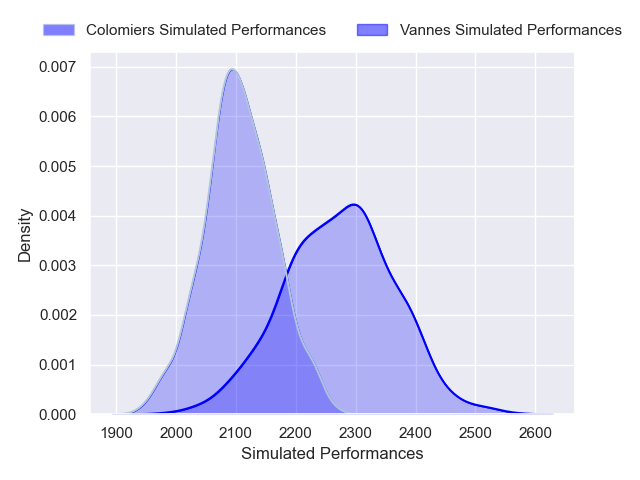 Colomiers Simulated Performances Vannes Simulated Performances
0.007
0.006
0.005
0.004
0.003
0.002
0.001
0.000
Density
1900 2000 2100 2200 2300 2400 2500 2600
Simulated Performances